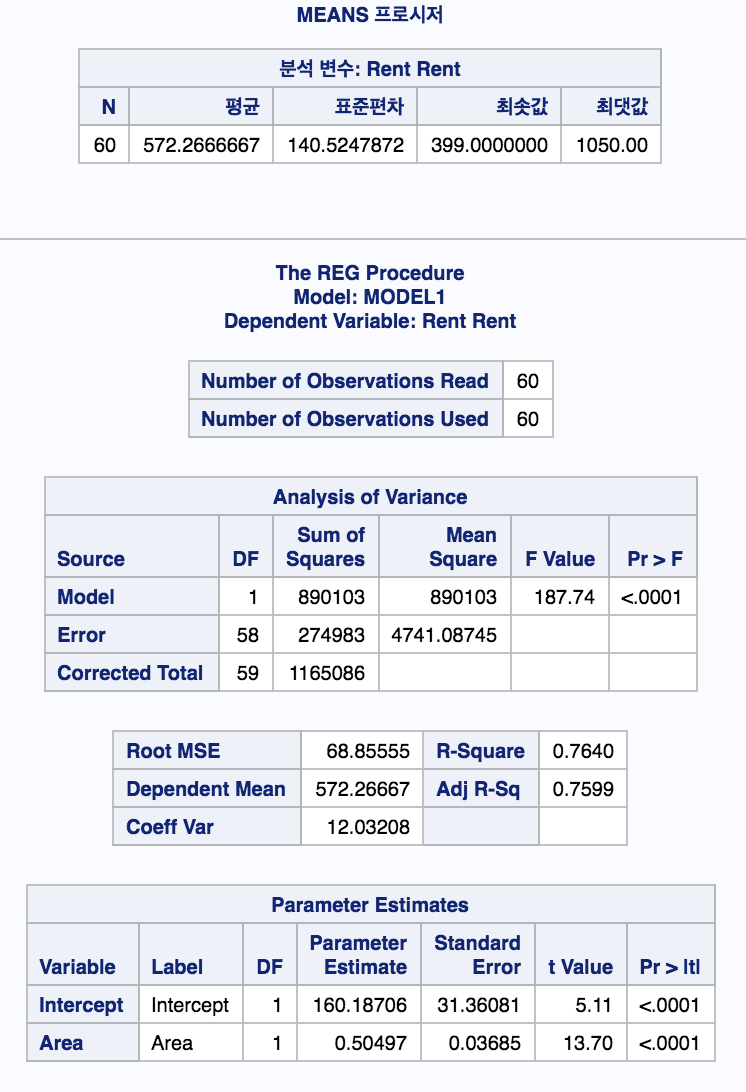 MEANS 프로시저
분석 변수: Rent Rent
N 평균 표준편차 최솟값 최댓값
60 572.2666667 140.5247872 399.0000000 1050.00
The REG Procedure
Model: MODEL1
Dependent Variable: Rent Rent
Number of Observations Read 60
Number of Observations Used 60
Analysis of Variance
Source DF Sum of Squares Mean Square F Value Pr > F
Model 1 890103 890103 187.74 <.0001
Error 58 274983 4741.08745
Corrected Total 59 1165086
Root MSE 68.85555 R-Square 0.7640
Dependent Mean 572.26667 Adj R-Sq 0.7599
Coeff Var 12.03208
Parameter Estimates
Variable Label DF Parameter Estimate Standard Error t Value Pr > |t|
Intercept Intercept 1 160.18706 31.36081 5.11 <.0001
Area Area 1 0.50497 0.03685 13.70 <.0001